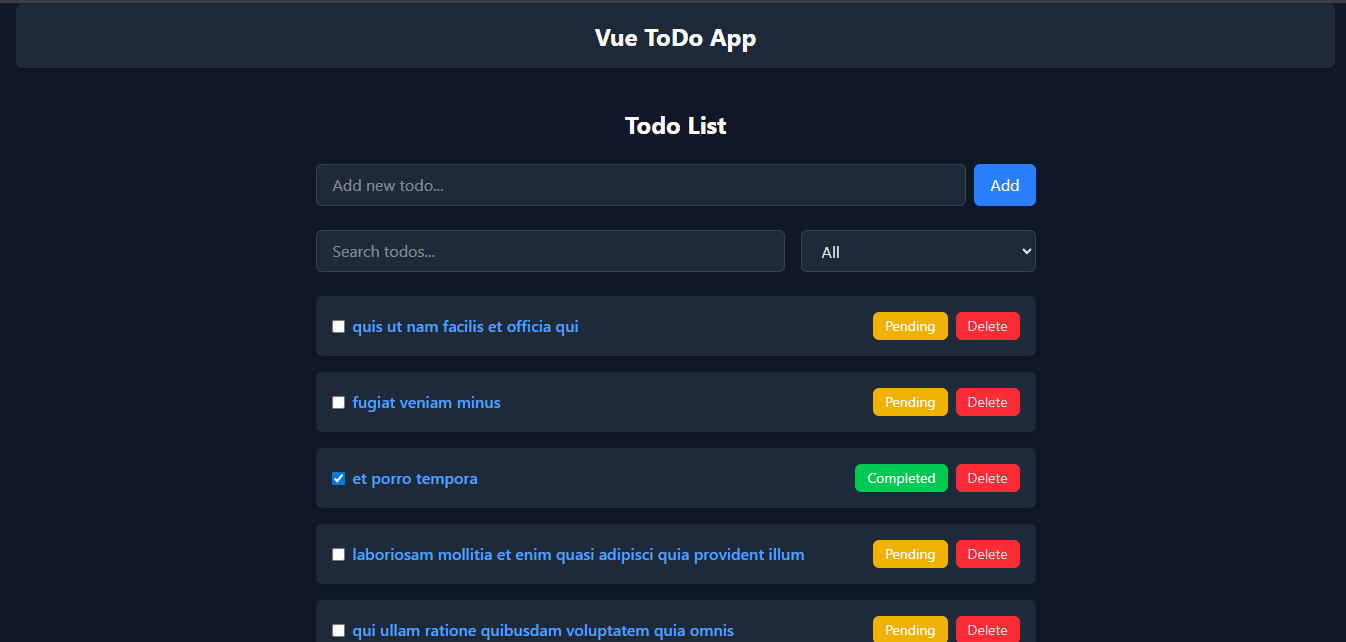 Vue ToDo App
Todo List
Add new todo...
Add
Search todos...
All
quis ut nam facilis et officia qui
Pending
Delete
fugiat veniam minus
Pending
Delete
et porro tempora
Completed
Delete
laboriosam mollitia et enim quasi adipisci quia provident illum
Pending
Delete
qui ullam ratione quibusdam voluptatem quia omnis
Pending
Delete